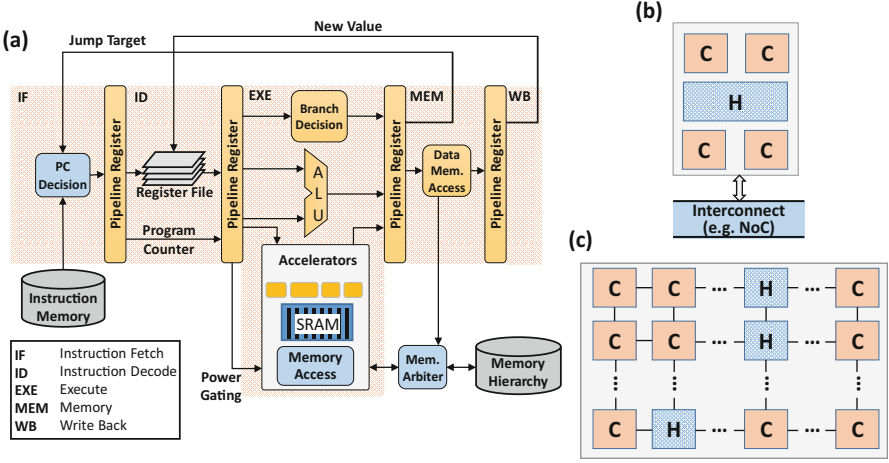 (a)
New Value
Jump Target
IF
ID
EXE
MEM
WB
Pipeline Register
Pipeline Register
Pipeline Register
Pipeline Register
PC
Decision
Register File
Branch
Decision
A
L
U
Data
Mem.
Access
Program
Counter
Instruction
Memory
Accelerators
SRAM
Memory
Access
Power
Gating
Mem.
Arbiter
Memory
Hierarchy
IF Instruction Fetch
ID Instruction Decode
EXE Execute
MEM Memory
WB Write Back
(b)
C C
H
C C
Interconnect
(e.g. NoC)
(c)
C C ... H ... C
C C ... H ... C
C H ... C ... C